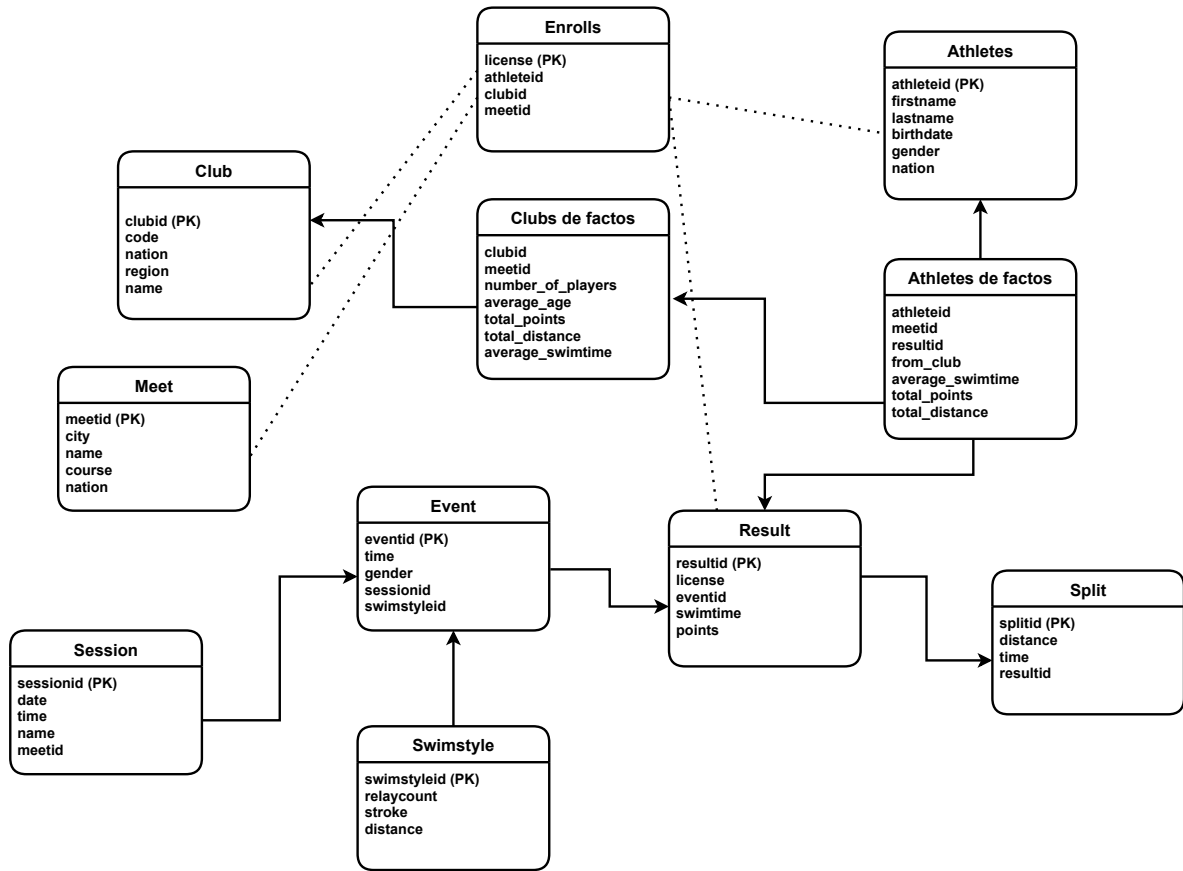 Enrolls
license (PK)
athleteid
clubid
meetid
Athletes
athleteid (PK)
firstname
lastname
birthdate
gender
nation
Club
clubid (PK)
code
nation
region
name
Clubs de factos
clubid
meetid
number_of_players
average_age
total_points
total_distance
average_swimtime
Athletes de factos
athleteid
meetid
resultid
from_club
average_swimtime
total_points
total_distance
Meet
meetid (PK)
city
name
course
nation
Event
eventid (PK)
time
gender
sessionid
swimstyleid
Result
resultid (PK)
license
eventid
swimtime
points
Split
splitid (PK)
distance
time
resultid
Session
sessionid (PK)
date
time
name
meetid
Swimstyle
swimstyleid (PK)
relaycount
stroke
distance